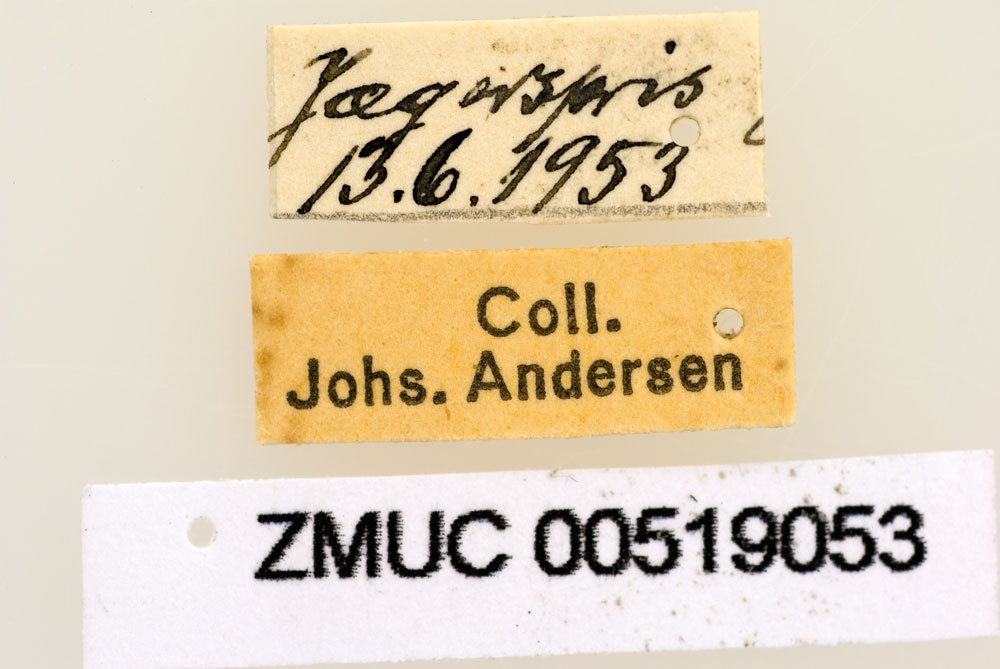 Jægerspris
13.6.1953
Coll.
Johs. Andersen
ZMUC 00519053